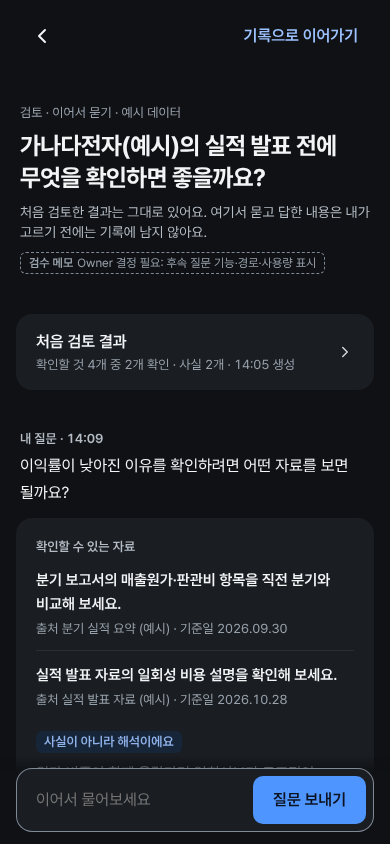 기록으로 이어가기
검토 · 이어서 묻기 · 예시 데이터
가나다전자(예시)의 실적 발표 전에
무엇을 확인하면 좋을까요?
처음 검토한 결과는 그대로 있어요. 여기서 묻고 답한 내용은 내가
고르기 전에는 기록에 남지 않아요.
검수 메모 Owner 결정 필요: 후속 질문 기능·경로·사용량 표시
처음 검토 결과
확인할 것 4개 중 2개 확인 · 사실 2개 · 14:05 생성
내 질문 · 14:09
이익률이 낮아진 이유를 확인하려면 어떤 자료를 보면
될까요?
확인할 수 있는 자료
분기 보고서의 매출원가·판관비 항목을 직전 분기와
비교해 보세요.
출처 분기 실적 요약 (예시) · 기준일 2026.09.30
실적 발표 자료의 일회성 비용 설명을 확인해 보세요.
출처 실적 발표 자료 (예시) · 기준일 2026.10.28
사실이 아니라 해석이에요
이어서 물어보세요
질문 보내기